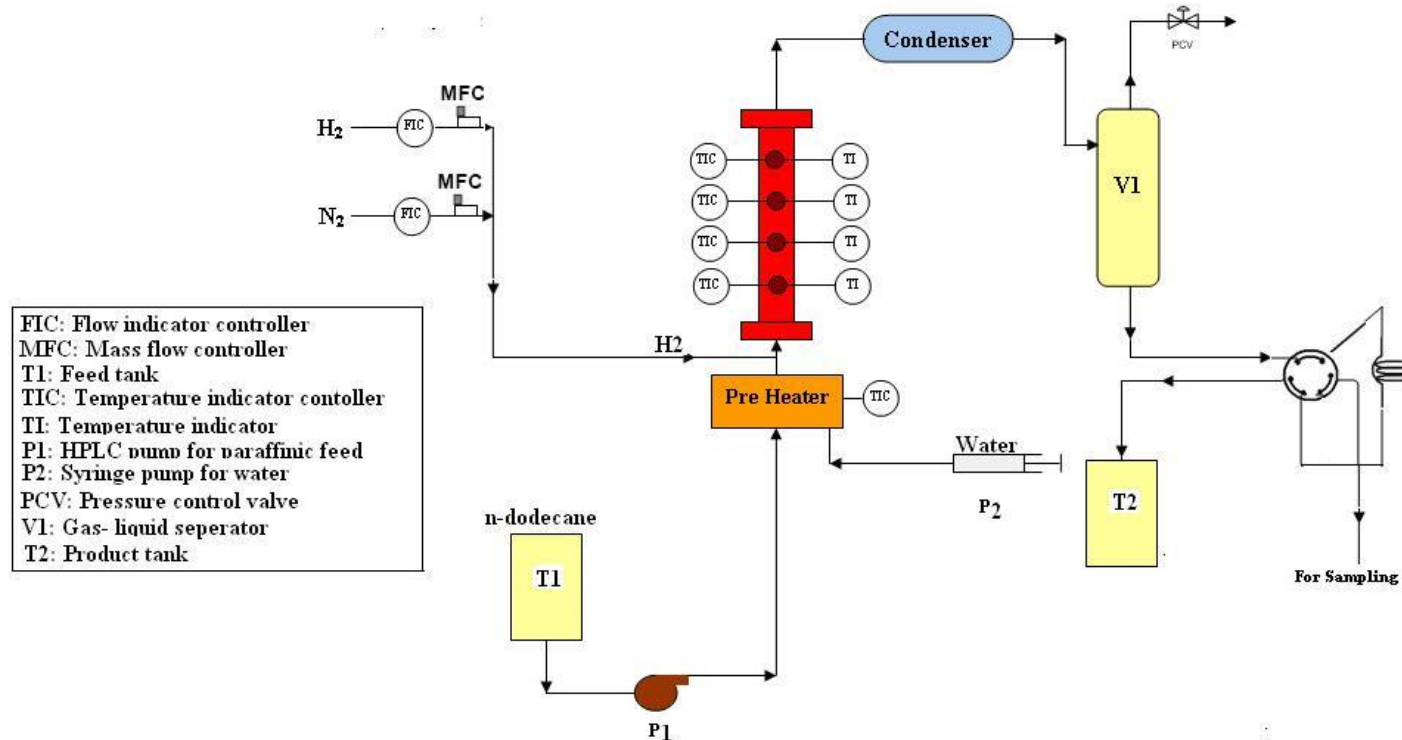 Condenser
PCV
MFC
H₂
FIC
MFC
N₂
FIC
TIC
TI
TIC
TI
TIC
TI
TIC
TI
V1
H2
Pre Heater
TIC
FIC: Flow indicator controller
MFC: Mass flow controller
T1: Feed tank
TIC: Temperature indicator contoller
TI: Temperature indicator
P1: HPLC pump for paraffinic feed
P2: Syringe pump for water
PCV: Pressure control valve
V1: Gas- liquid seperator
T2: Product tank
Water
P2
T2
n-dodecane
T1
For Sampling
P1